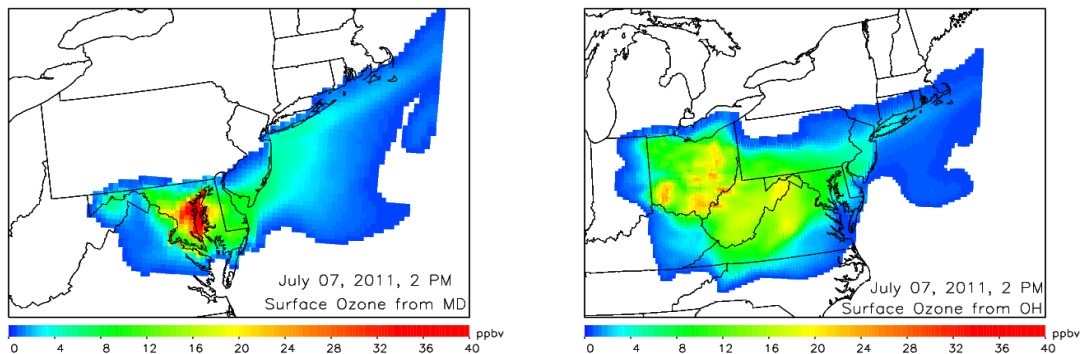 July 07, 2011, 2 PM
Surface Ozone from MD
ppbv
0 4 8 12 16 20 24 28 32 36 40
July 07, 2011, 2 PM
Surface Ozone from OH
ppbv
0 4 8 12 16 20 24 28 32 36 40